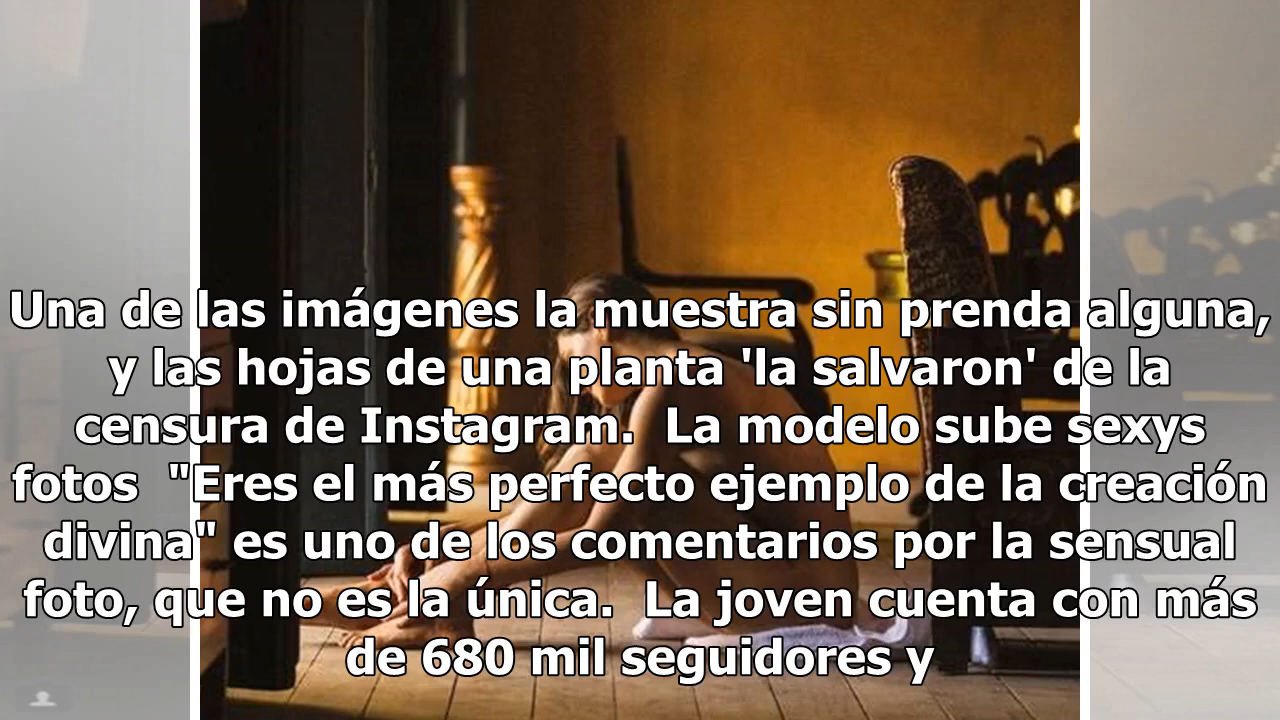 Una de las imágenes la muestra sin prenda alguna,
y las hojas de una planta 'la salvaron' de la
censura de Instagram.  La modelo sube sexys
fotos  "Eres el más perfecto ejemplo de la creación
divina" es uno de los comentarios por la sensual
foto, que no es la única.  La joven cuenta con más
de 680 mil seguidores y